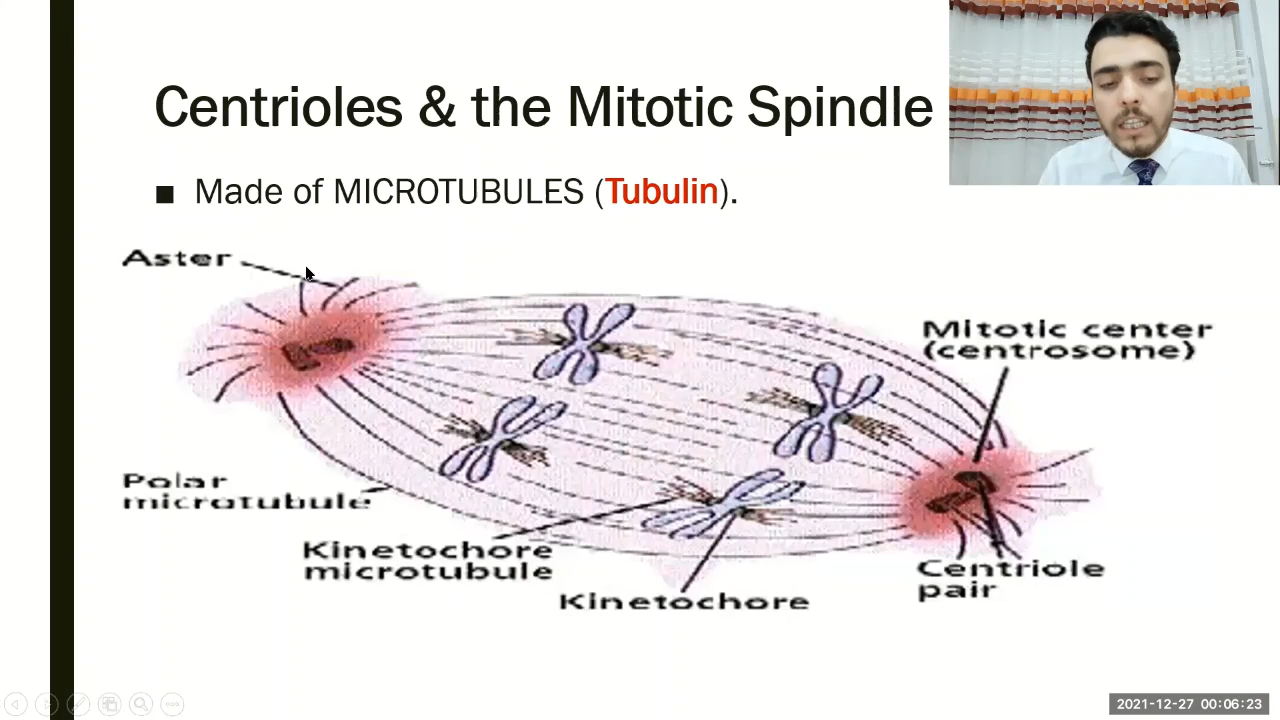 Centrioles & the Mitotic Spindle
■ Made of MICROTUBULES (Tubulin).
Aster
Mitotic center
(centrosome)
Polar
microtubule
Kinetochore
microtubule
Kinetochore
Centriole
pair
2021-12-27 00:06:23